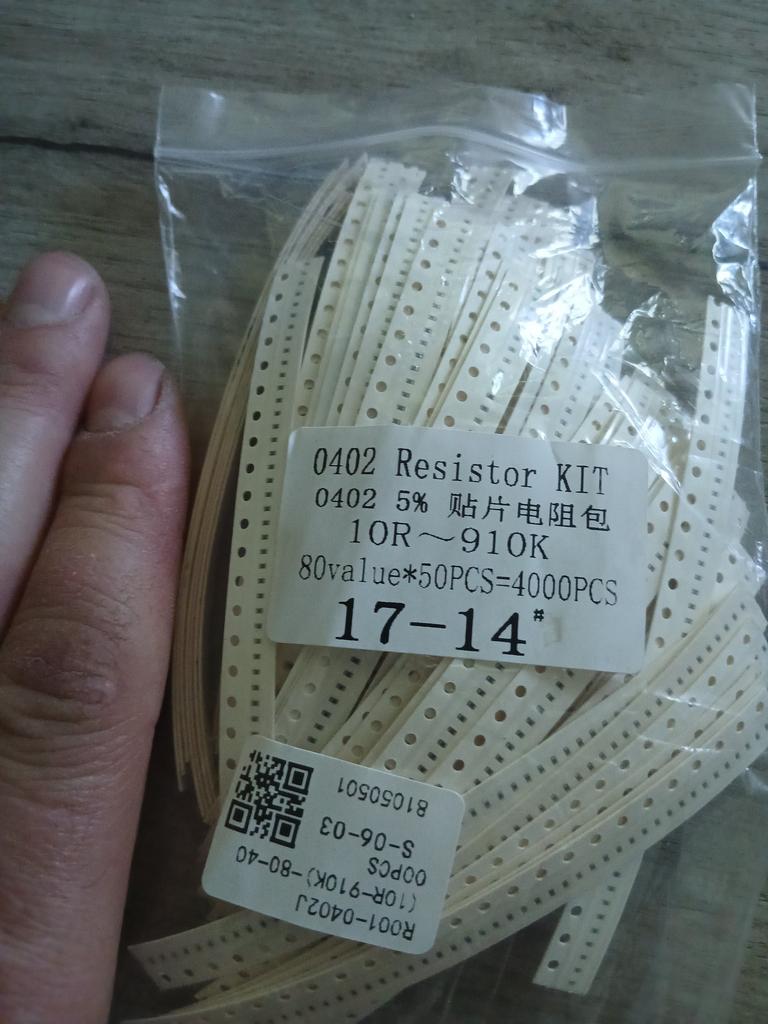 0402 Resistor KIT
0402 5% 贴片电阻包
10R～910K
80value*50PCS=4000PCS
17-14#
R001-0402J
(10R-910K)-80-40
00PCS
S-06-03
81050501